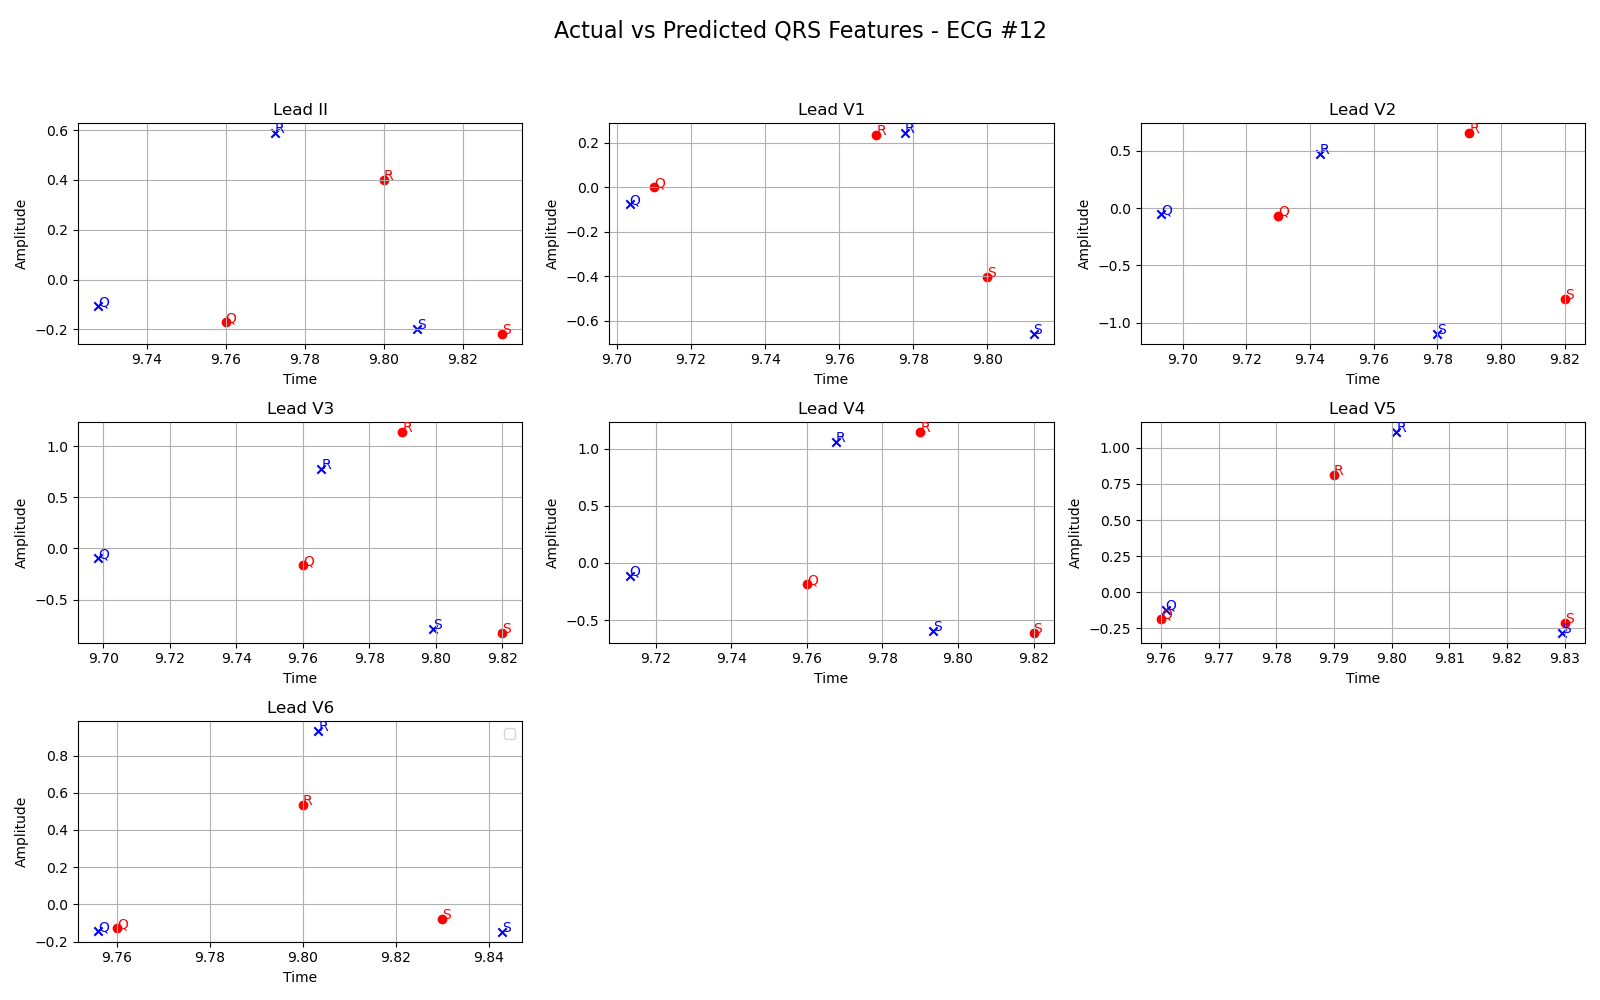 Actual vs Predicted QRS Features - ECG #12
Lead II
Amplitude
0.6
0.4
0.2
0.0
−0.2
R
R
Q
Q
S
S
9.74 9.76 9.78 9.80 9.82
Time
Lead V1
Amplitude
0.2
0.0
−0.2
−0.4
−0.6
R
R
Q
Q
S
S
9.70 9.72 9.74 9.76 9.78 9.80
Time
Lead V2
Amplitude
0.5
0.0
−0.5
−1.0
R
R
Q
Q
S
S
9.70 9.72 9.74 9.76 9.78 9.80 9.82
Time
Lead V3
Amplitude
1.0
0.5
0.0
−0.5
R
R
Q
Q
S
S
9.70 9.72 9.74 9.76 9.78 9.80 9.82
Time
Lead V4
Amplitude
1.0
0.5
0.0
−0.5
R
R
Q
Q
S
S
9.72 9.74 9.76 9.78 9.80 9.82
Time
Lead V5
Amplitude
1.00
0.75
0.50
0.25
0.00
−0.25
R
R
Q
Q
S
S
9.76 9.77 9.78 9.79 9.80 9.81 9.82 9.83
Time
Lead V6
Amplitude
0.8
0.6
0.4
0.2
0.0
−0.2
R
R
Q
Q
S
S
9.76 9.78 9.80 9.82 9.84
Time